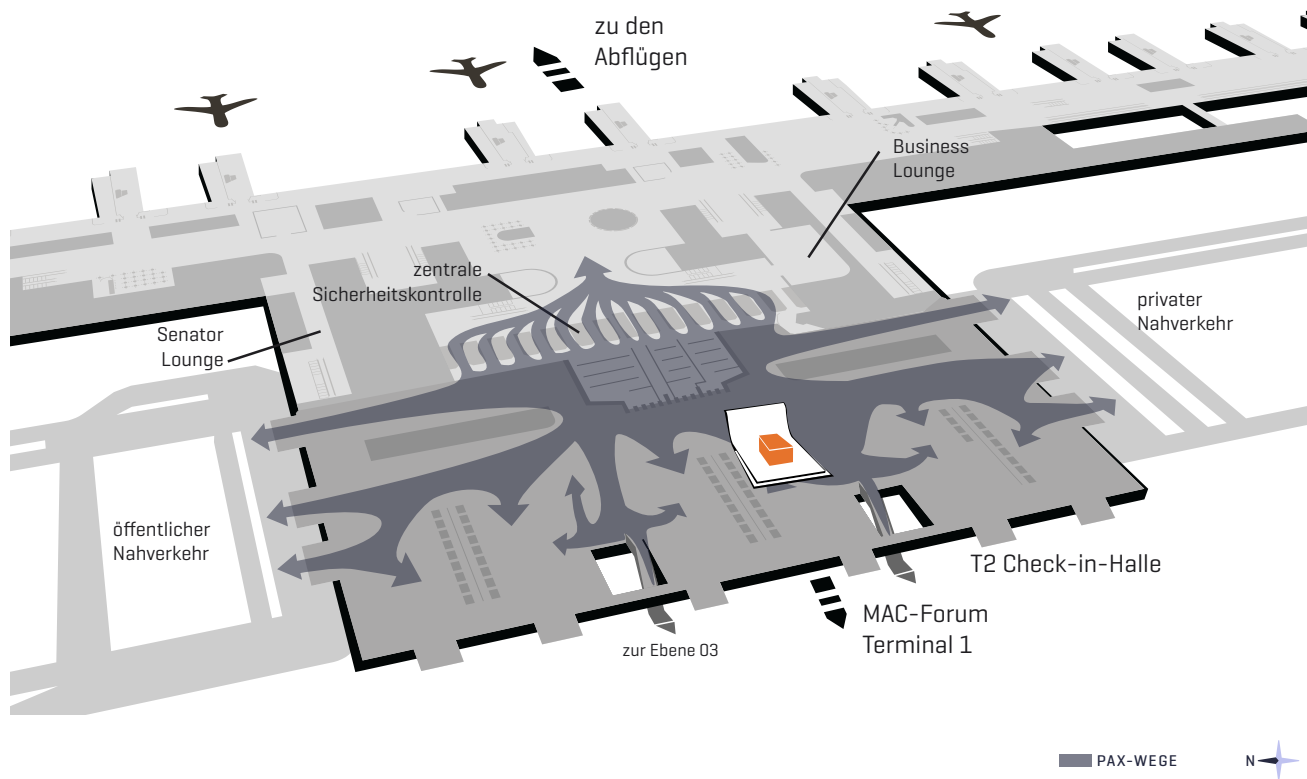 zu den
Abflügen
Business
Lounge
zentrale
Sicherheitskontrolle
privater
Nahverkehr
Senator
Lounge
öffentlicher
Nahverkehr
T2 Check-in-Halle
MAC-Forum
Terminal 1
zur Ebene 03
PAX-WEGE
N